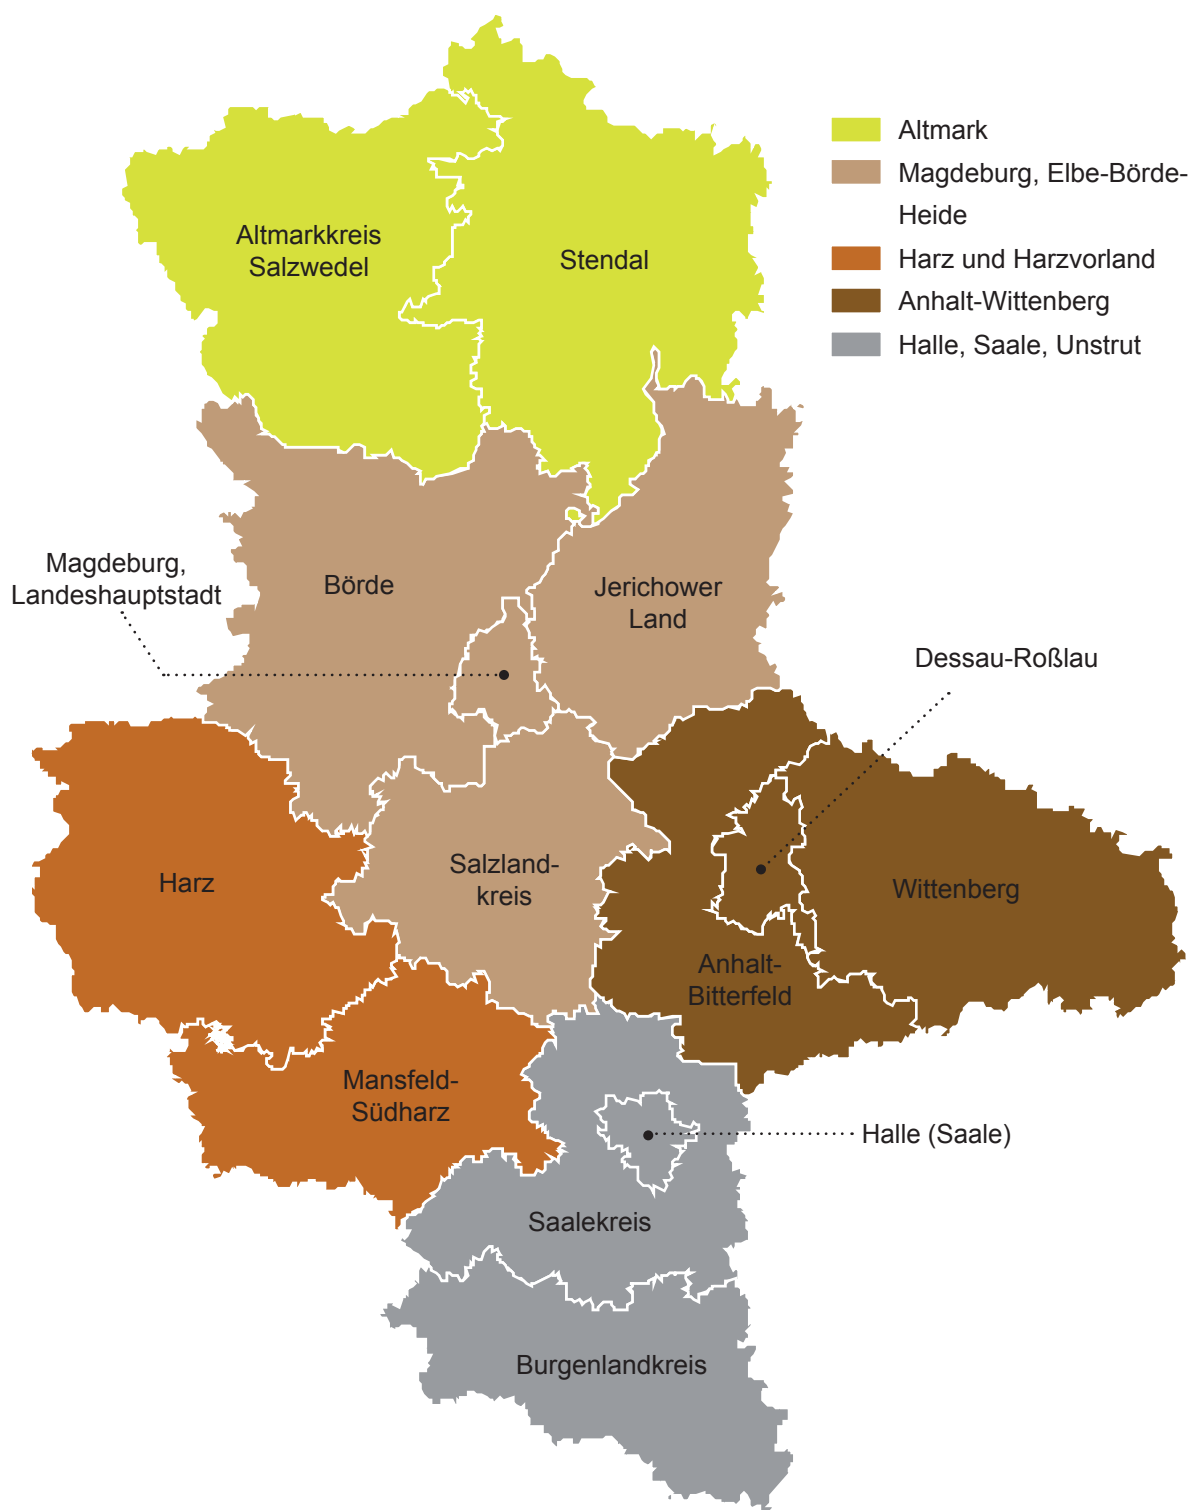 Altmark
Magdeburg, Elbe-Börde-
Heide
Harz und Harzvorland
Anhalt-Wittenberg
Halle, Saale, Unstrut
Altmarkkreis
Salzwedel
Stendal
Magdeburg,
Landeshauptstadt
Börde
Jerichower
Land
Dessau-Roßlau
Harz
Salzland-
kreis
Wittenberg
Anhalt-
Bitterfeld
Mansfeld-
Südharz
Halle (Saale)
Saalekreis
Burgenlandkreis